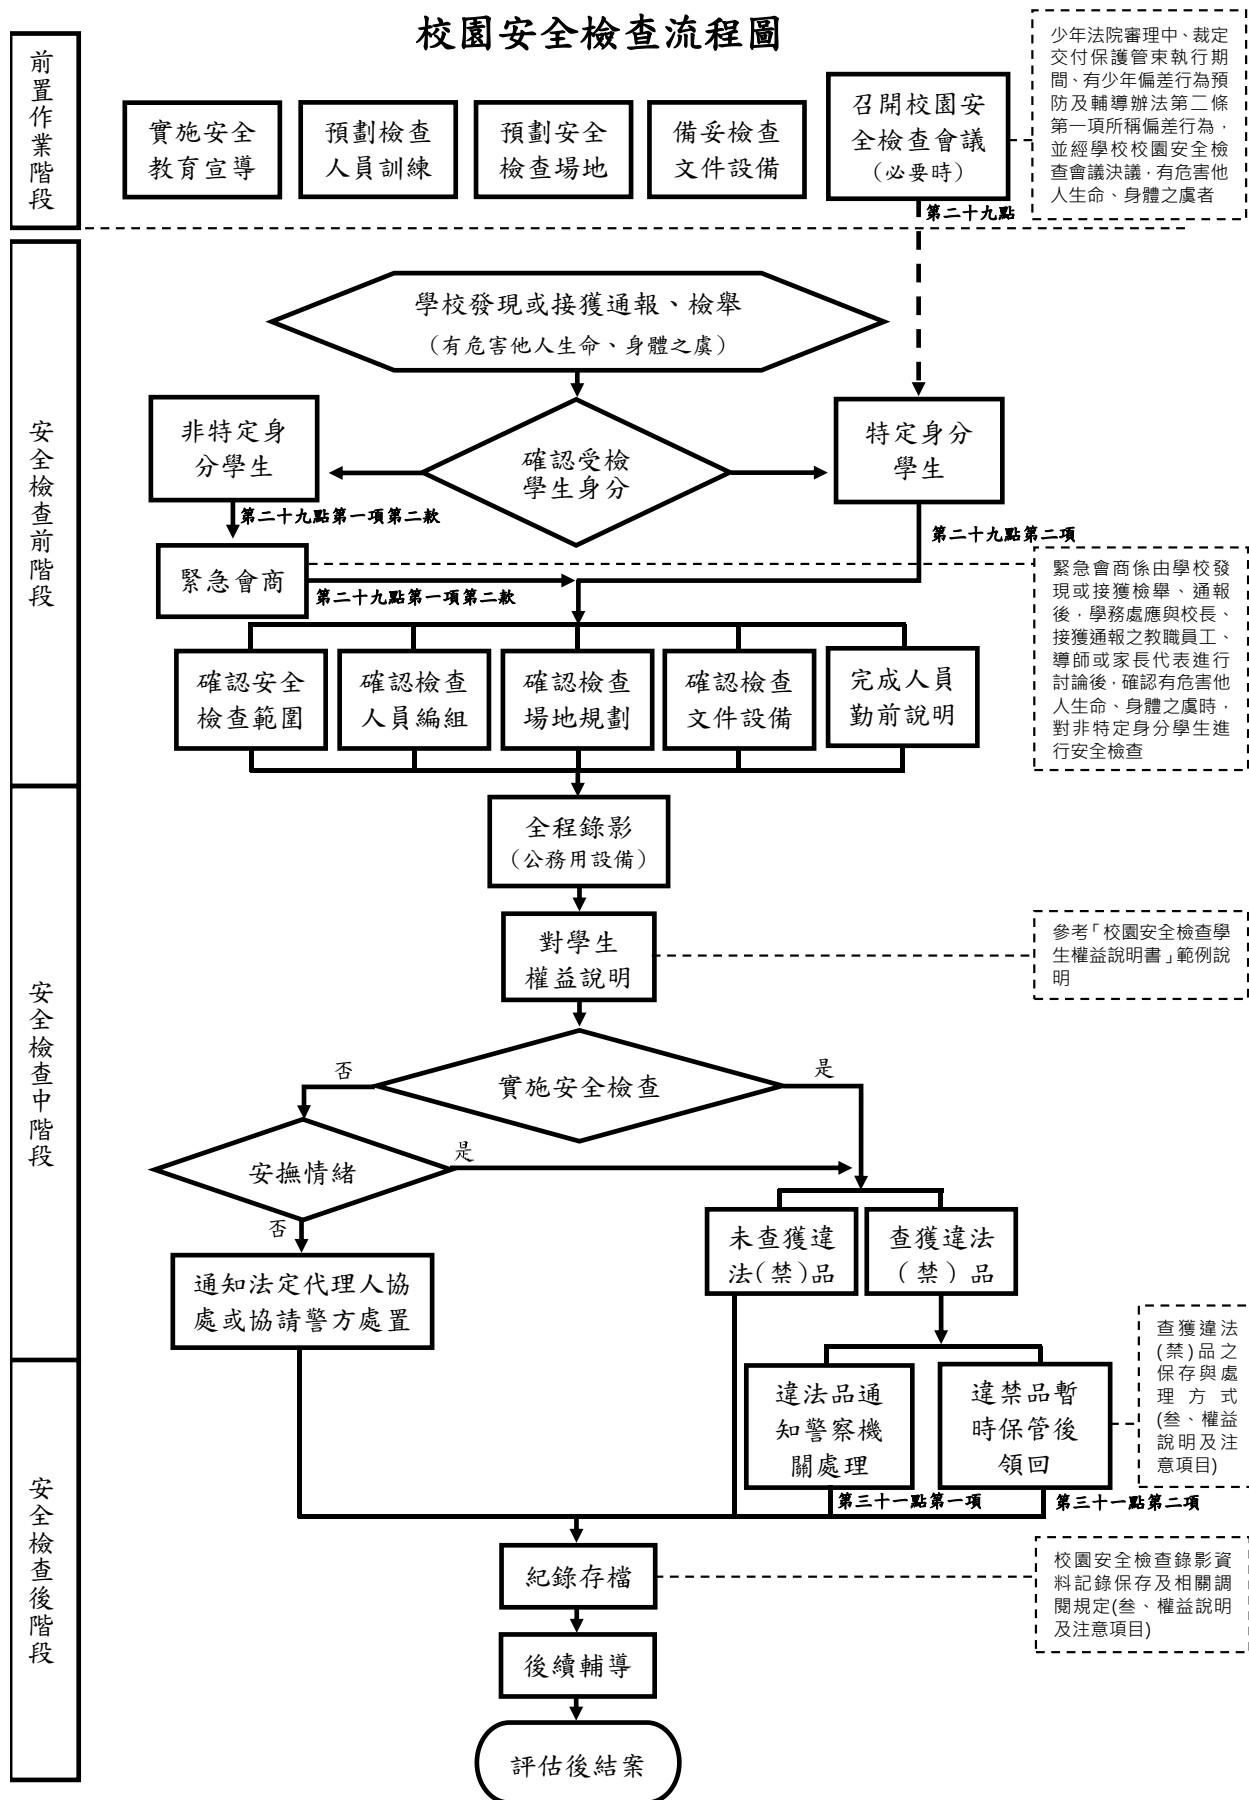 校園安全檢查流程圖
前置作業階段
實施安全
教育宣導
預劃檢查
人員訓練
預劃安全
檢查場地
備妥檢查
文件設備
召開校園安
全檢查會議
(必要時)
第二十九點
少年法院審理中、裁定
交付保護管束執行期
間、有少年偏差行為預
防及輔導辦法第二條
第一項所稱偏差行為，
並經學校校園安全檢
查會議決議，有危害他
人生命、身體之虞者
安全檢查前階段
學校發現或接獲通報、檢舉
(有危害他人生命、身體之虞)
非特定身
分學生
確認受檢
學生身分
特定身分
學生
第二十九點第一項第二款
第二十九點第二項
緊急會商
第二十九點第一項第二款
緊急會商係由學校發
現或接獲檢舉、通報
後，學務處應與校長、
接獲通報之教職員工、
導師或家長代表進行
討論後，確認有危害他
人生命、身體之虞時，
對非特定身分學生進
行安全檢查
確認安全
檢查範圍
確認檢查
人員編組
確認檢查
場地規劃
確認檢查
文件設備
完成人員
勤前說明
安全檢查中階段
全程錄影
(公務用設備)
對學生
權益說明
參考「校園安全檢查學
生權益說明書」範例說
明
實施安全檢查
否
是
安撫情緒
是
否
通知法定代理人協
處或協請警方處置
未查獲違
法(禁)品
查獲違法
(禁)品
安全檢查後階段
違法品通
知警察機
關處理
違禁品暫
時保管後
領回
查獲違法
(禁)品之
保存與處
理方式
(叁、權益
說明及注
意項目)
第三十一點第一項
第三十一點第二項
紀錄存檔
校園安全檢查錄影資
料記錄保存及相關調
閱規定(叁、權益說明
及注意項目)
後續輔導
評估後結案